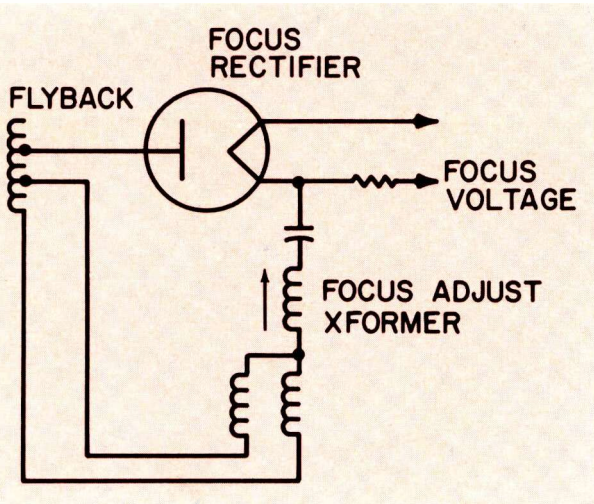 FOCUS
RECTIFIER
FLYBACK
FOCUS
VOLTAGE
FOCUS ADJUST
XFORMER